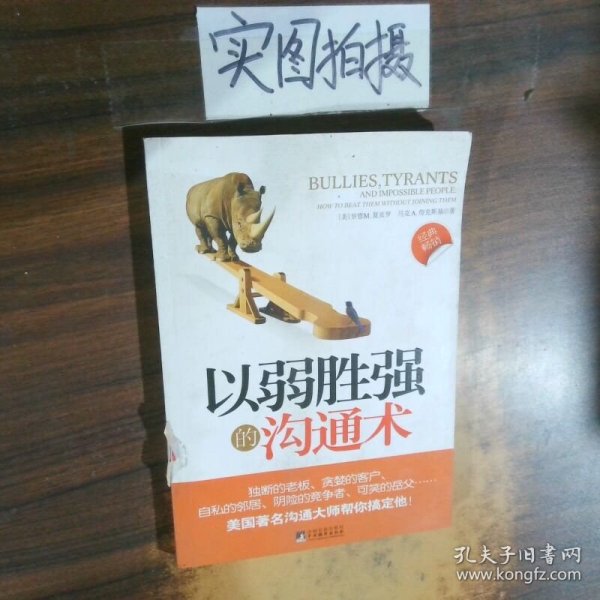 实图拍摄
BULLIES, TYRANTS
AND IMPOSSIBLE PEOPLE:
HOW TO BEAT THEM WITHOUT JOINING THEM
经典
畅销
以弱胜强
的沟通术
独断的老板、贪婪的客户、
自私的邻居、阴险的竞争者、可笑的岳父……
美国著名沟通大师帮你搞定他!
孔夫子旧书网
www.kongfz.com